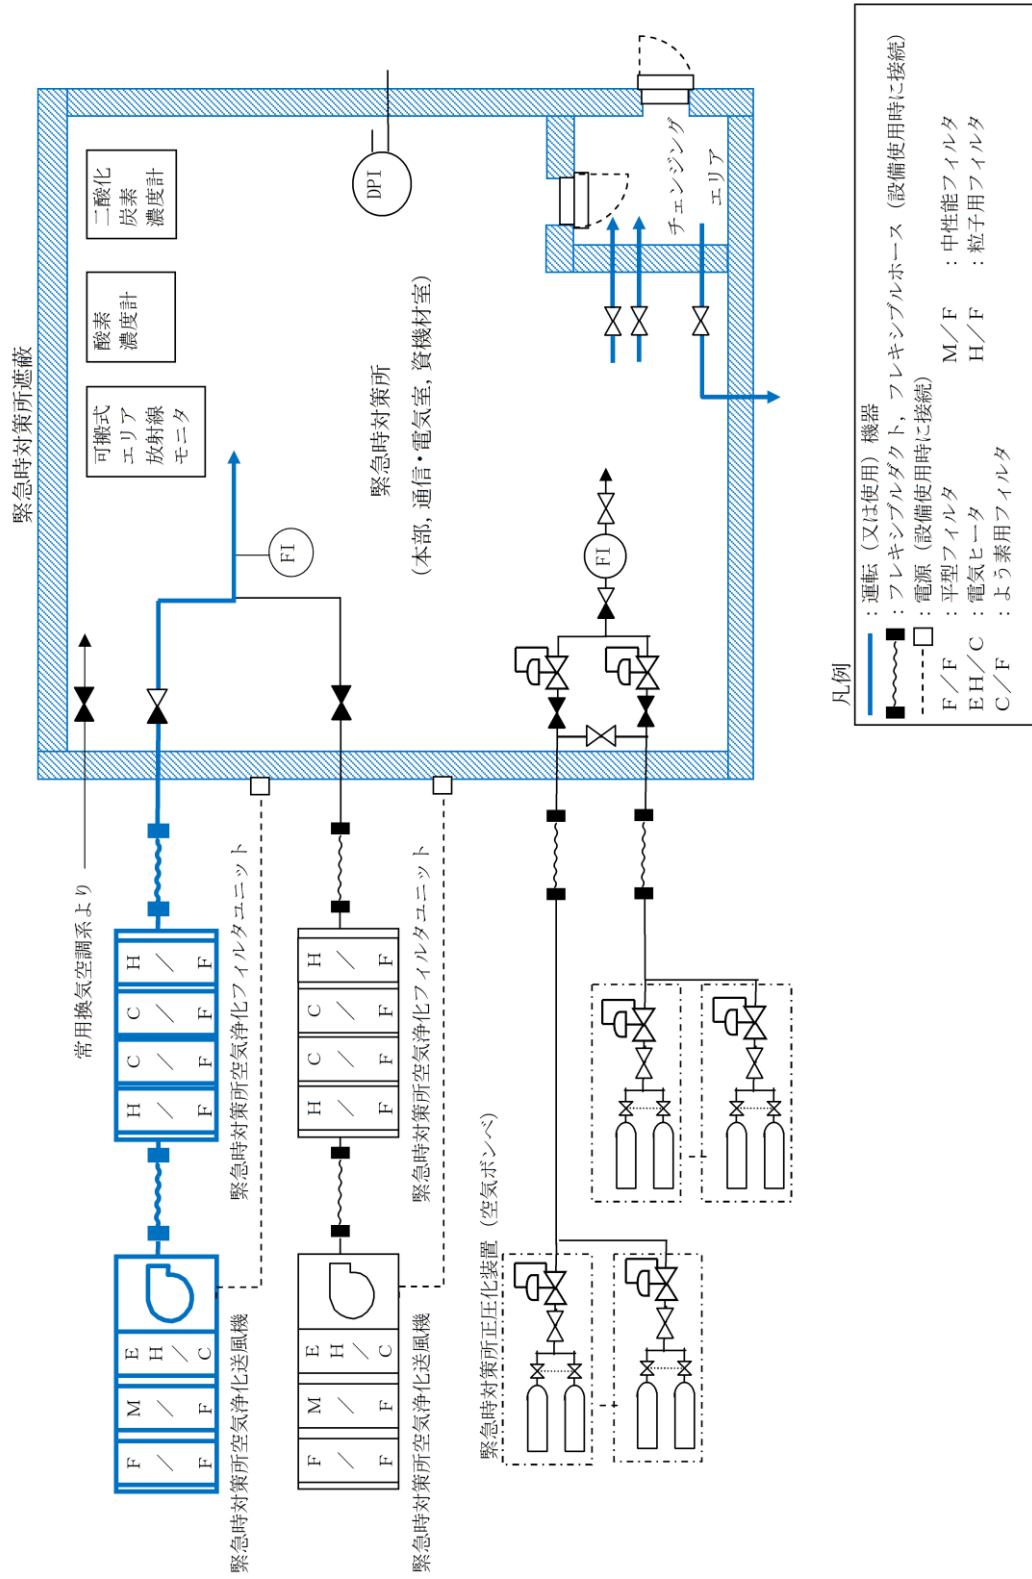 緊急時対策所遮蔽
二酸化
炭素
濃度計
酸素
濃度計
可搬式
エリア
放射線
モニタ
DPI
チェンジング
エリア
緊急時対策所
(本部, 通信・電気室, 資機材室)
FI
FI
常用換気空調系より
H/F
C/F
C/F
H/F
緊急時対策所空気浄化フィルタユニット
F/F
M/F
EH/C
緊急時対策所空気浄化送風機
H/F
C/F
C/F
H/F
緊急時対策所空気浄化フィルタユニット
F/F
M/F
EH/C
緊急時対策所空気浄化送風機
緊急時対策所正圧化装置 (空気ボンベ)
凡例
: 運転 (又は使用) 機器
: フレキシブルダクト, フレキシブルホース (設備使用時に接続)
: 電源 (設備使用時に接続)
F/F : 平型フィルタ M/F : 中性能フィルタ
EH/C : 電気ヒータ H/F : 粒子用フィルタ
C/F : よう素用フィルタ